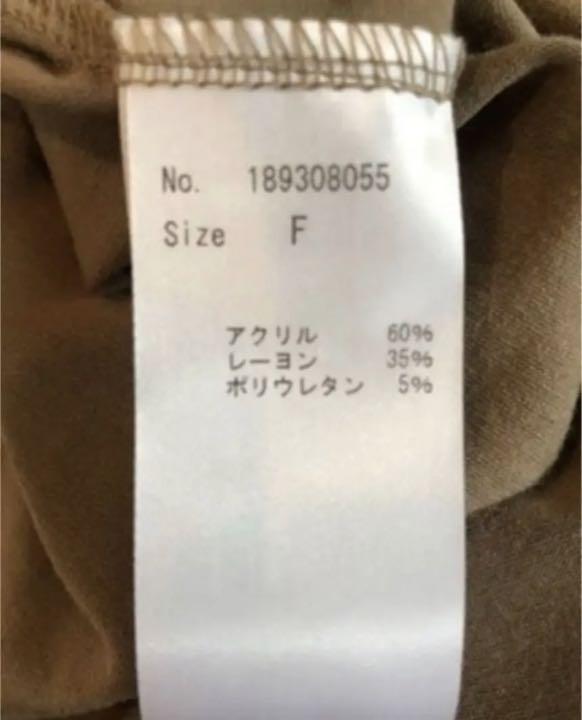 No. 189308055
Size F
アクリル 60%
レーヨン 35%
ポリウレタン 5%